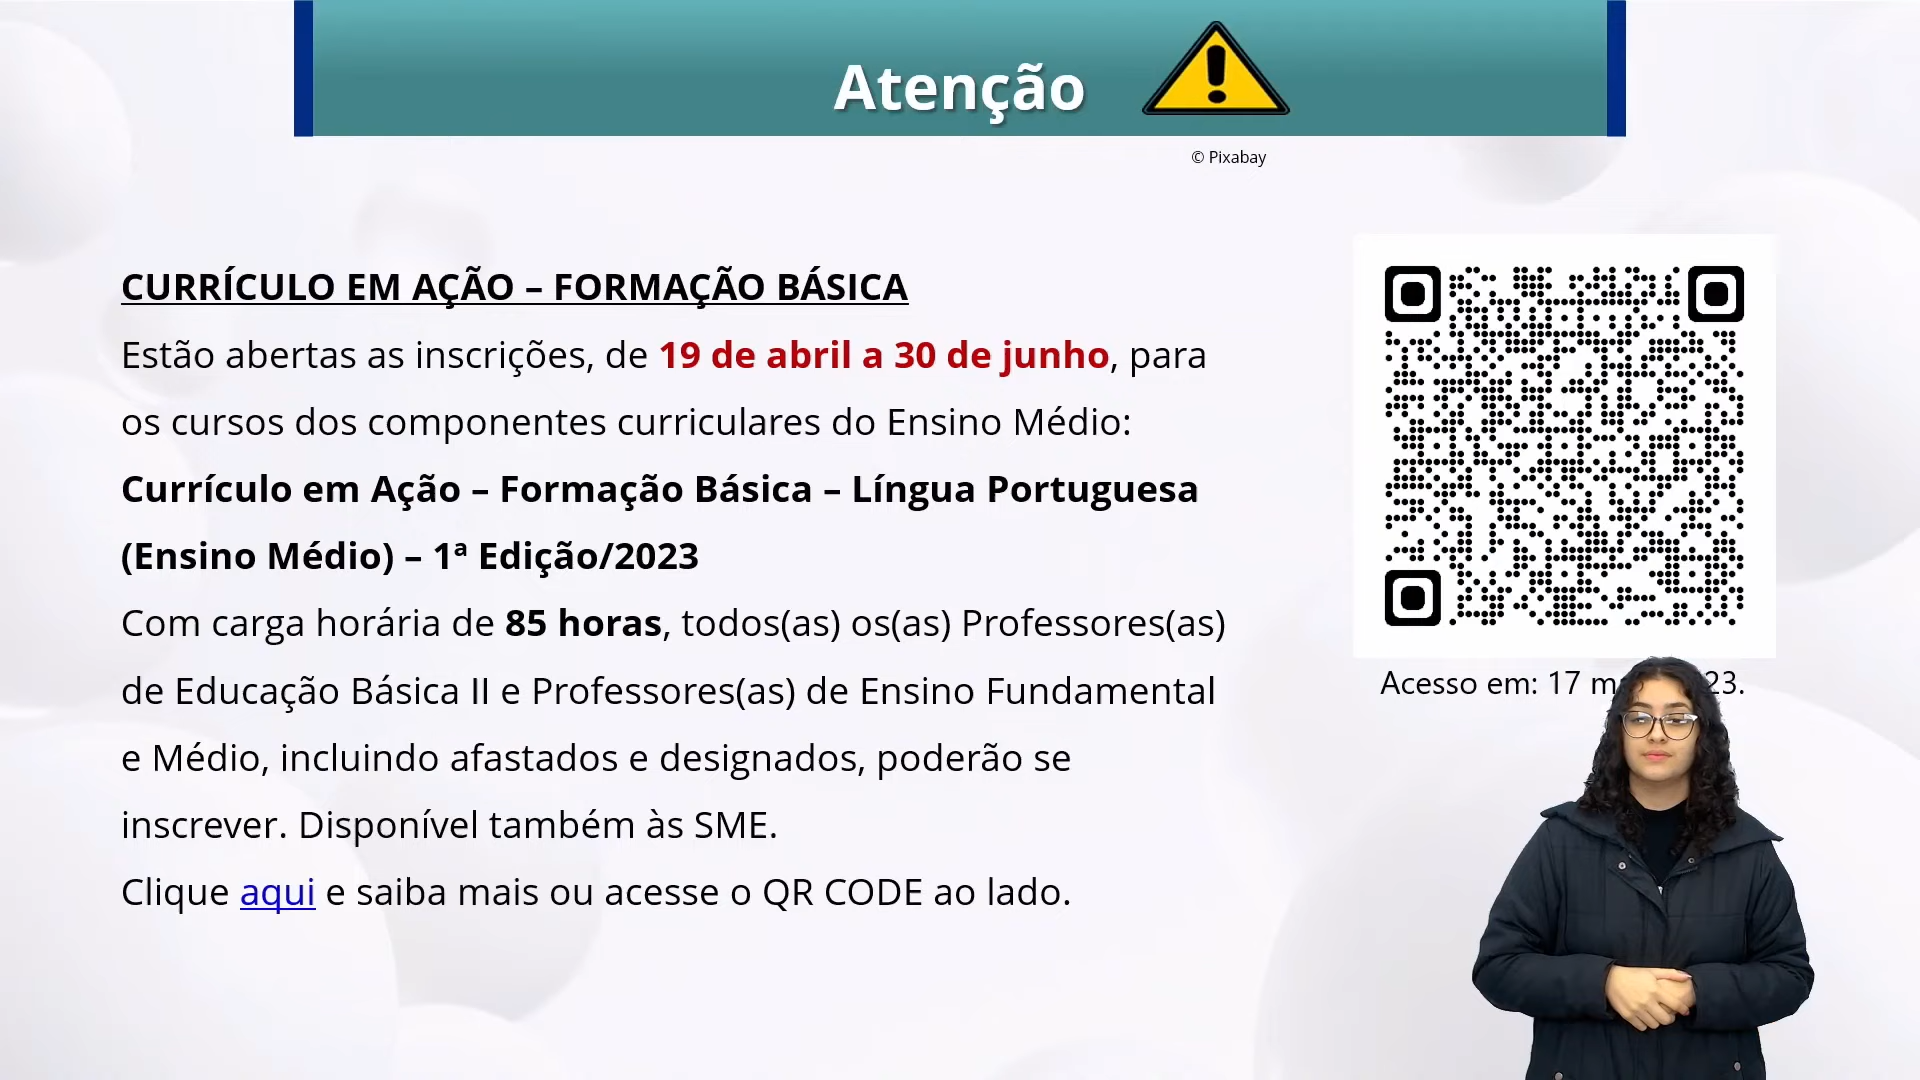 Atenção
© Pixabay
CURRÍCULO EM AÇÃO – FORMAÇÃO BÁSICA
Estão abertas as inscrições, de 19 de abril a 30 de junho, para
os cursos dos componentes curriculares do Ensino Médio:
Currículo em Ação – Formação Básica – Língua Portuguesa
(Ensino Médio) – 1ª Edição/2023
Com carga horária de 85 horas, todos(as) os(as) Professores(as)
de Educação Básica II e Professores(as) de Ensino Fundamental
e Médio, incluindo afastados e designados, poderão se
inscrever. Disponível também às SME.
Clique aqui e saiba mais ou acesse o QR CODE ao lado.
Acesso em: 17 23.